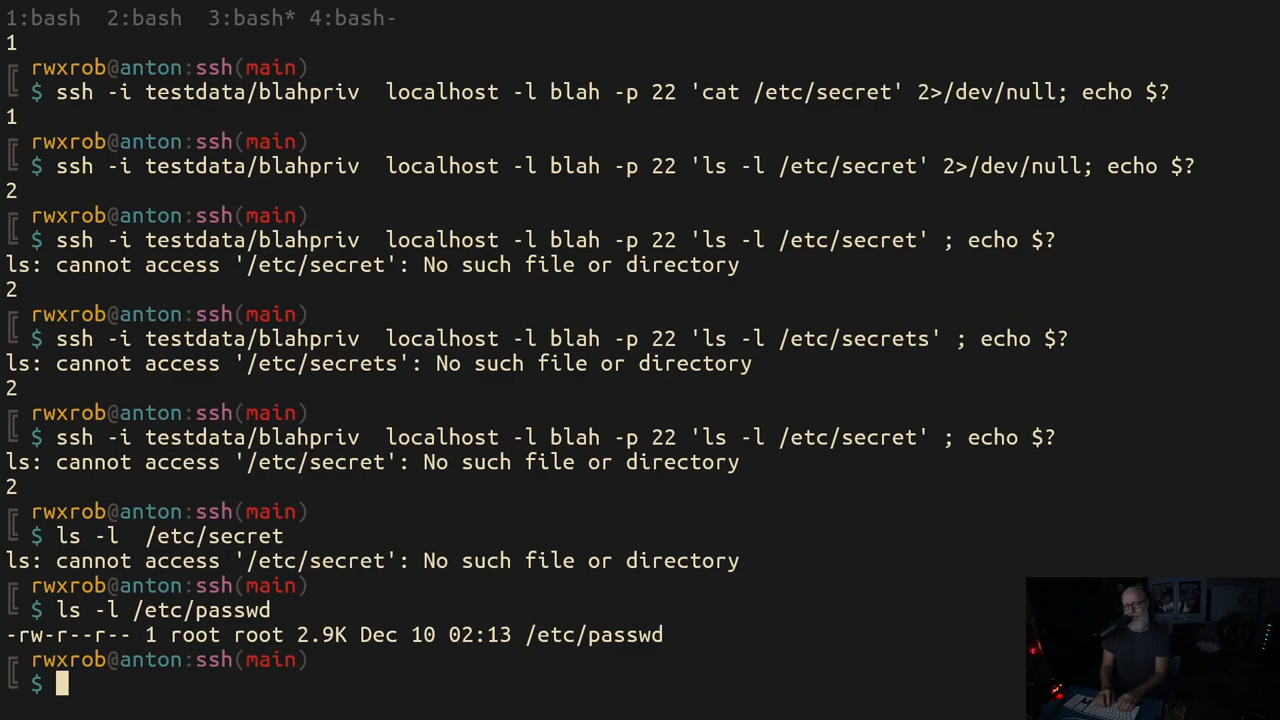 1:bash  2:bash  3:bash* 4:bash-
1
rwxrob@anton:ssh(main)
$ ssh -i testdata/blahpriv  localhost -l blah -p 22 'cat /etc/secret' 2>/dev/null; echo $?
1
rwxrob@anton:ssh(main)
$ ssh -i testdata/blahpriv  localhost -l blah -p 22 'ls -l /etc/secret' 2>/dev/null; echo $?
2
rwxrob@anton:ssh(main)
$ ssh -i testdata/blahpriv  localhost -l blah -p 22 'ls -l /etc/secret' ; echo $?
ls: cannot access '/etc/secret': No such file or directory
2
rwxrob@anton:ssh(main)
$ ssh -i testdata/blahpriv  localhost -l blah -p 22 'ls -l /etc/secrets' ; echo $?
ls: cannot access '/etc/secrets': No such file or directory
2
rwxrob@anton:ssh(main)
$ ssh -i testdata/blahpriv  localhost -l blah -p 22 'ls -l /etc/secret' ; echo $?
ls: cannot access '/etc/secret': No such file or directory
2
rwxrob@anton:ssh(main)
$ ls -l  /etc/secret
ls: cannot access '/etc/secret': No such file or directory
rwxrob@anton:ssh(main)
$ ls -l /etc/passwd
-rw-r--r-- 1 root root 2.9K Dec 10 02:13 /etc/passwd
rwxrob@anton:ssh(main)
$